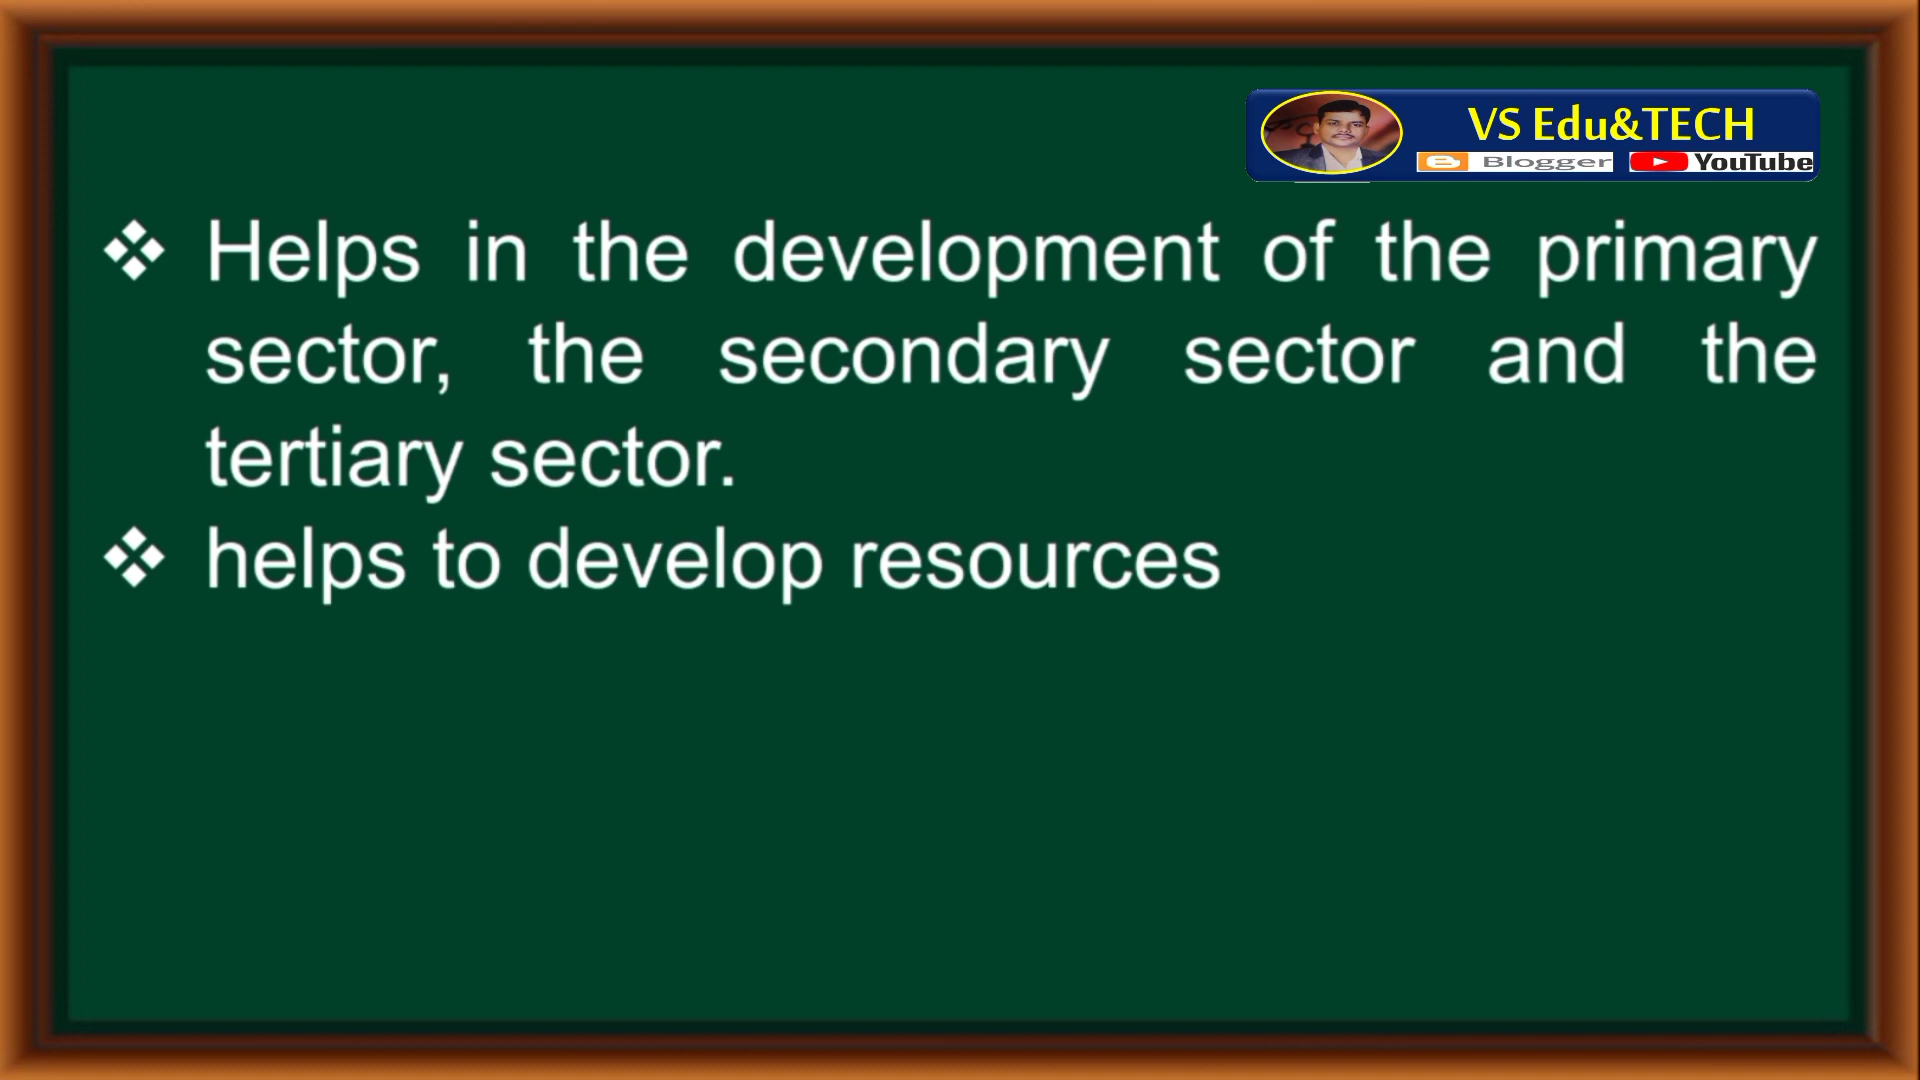 VS Edu&TECH
Blogger YouTube
❖ Helps in the development of the primary
sector, the secondary sector and the
tertiary sector.
❖ helps to develop resources